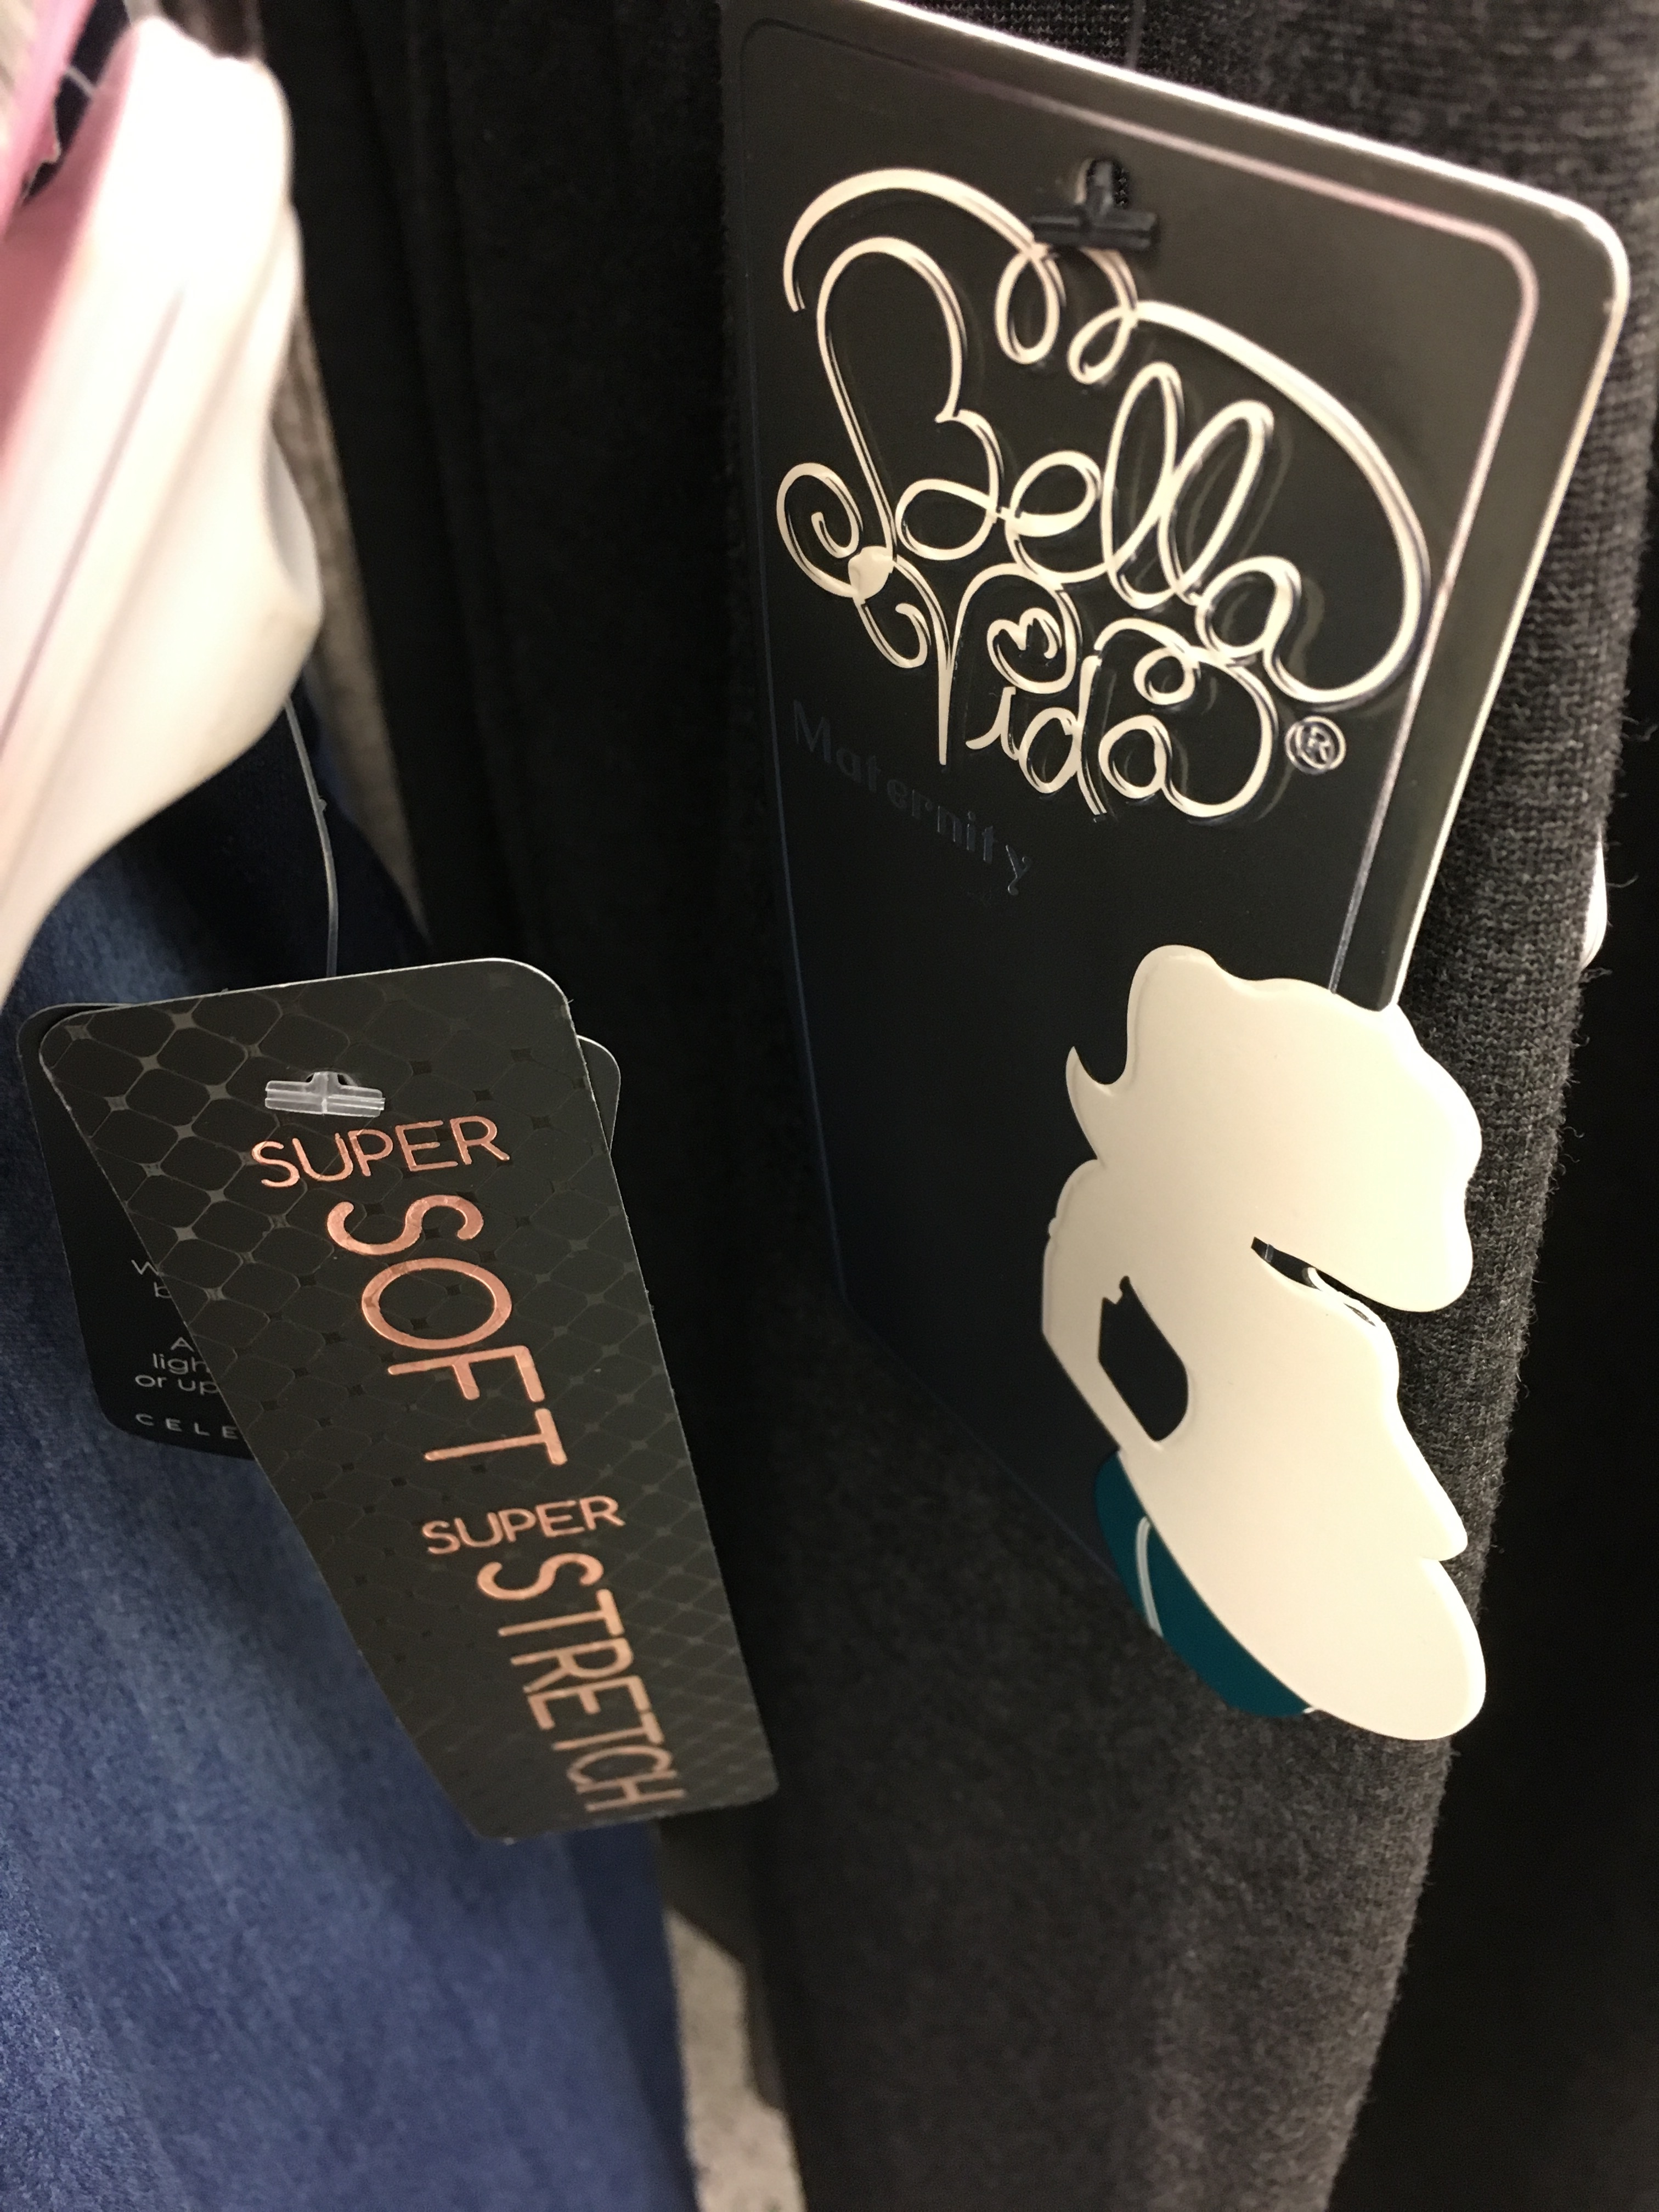 Bella
Vida®
Maternity
SUPER
SOFT
SUPER
STRETCH